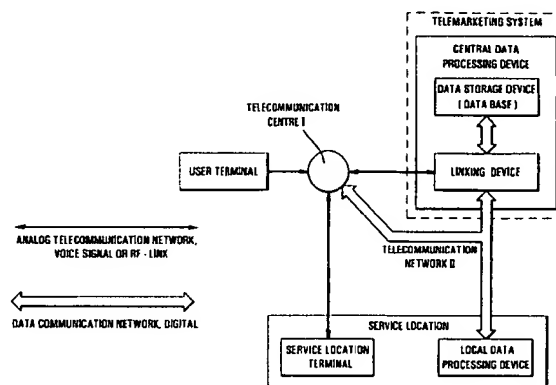 TELEMARKETING SYSTEM
CENTRAL DATA
PROCESSING DEVICE
DATA STORAGE DEVICE
( DATA BASE )
TELECOMMUNICATION
CENTRE I
USER TERMINAL
LINKING DEVICE
ANALOG TELECOMMUNICATION NETWORK,
VOICE SIGNAL OR RF - LINK
TELECOMMUNICATION
NETWORK II
DATA COMMUNICATION NETWORK, DIGITAL
SERVICE LOCATION
SERVICE LOCATION
TERMINAL
LOCAL DATA
PROCESSING DEVICE